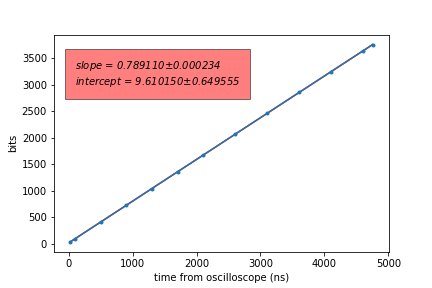 slope = 0.789110±0.000234
intercept = 9.610150±0.649555
3500
3000
2500
2000
1500
1000
500
0
bits
0 1000 2000 3000 4000 5000
time from oscilloscope (ns)